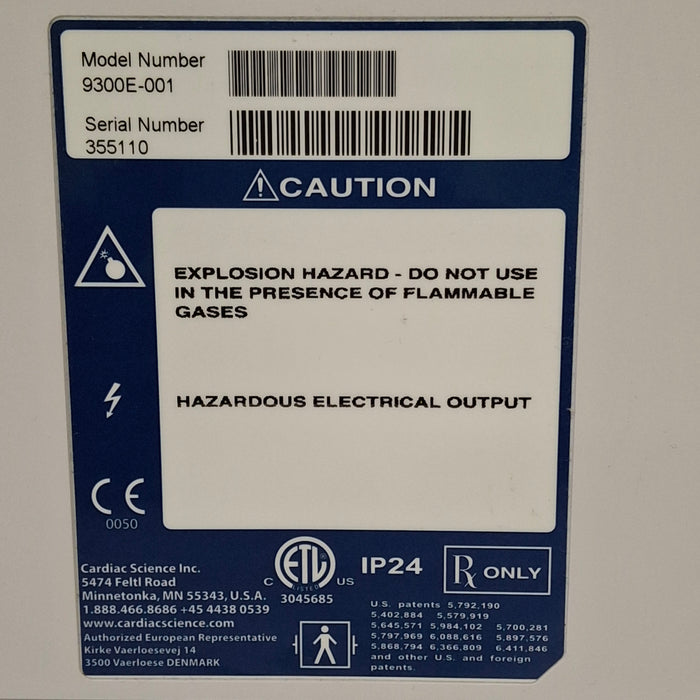 Model Number
9300E-001
Serial Number
355110
CAUTION
EXPLOSION HAZARD - DO NOT USE
IN THE PRESENCE OF FLAMMABLE
GASES
HAZARDOUS ELECTRICAL OUTPUT
CE
0050
Cardiac Science Inc.
5474 Feltl Road
Minnetonka, MN 55343, U.S.A.
1.888.466.8686 +45 4438 0539
www.cardiacscience.com
Authorized European Representative
Kirke Vaerloesevej 14
3500 Vaerloese DENMARK
ETL
LISTED
C US
3045685
IP24
Rx ONLY
U.S. patents 5,792,190
5,402,884 5,579,919
5,645,571 5,984,102 5,700,281
5,797,969 6,088,616 5,897,576
5,868,794 6,366,809 6,411,846
and other U.S. and foreign
patents.